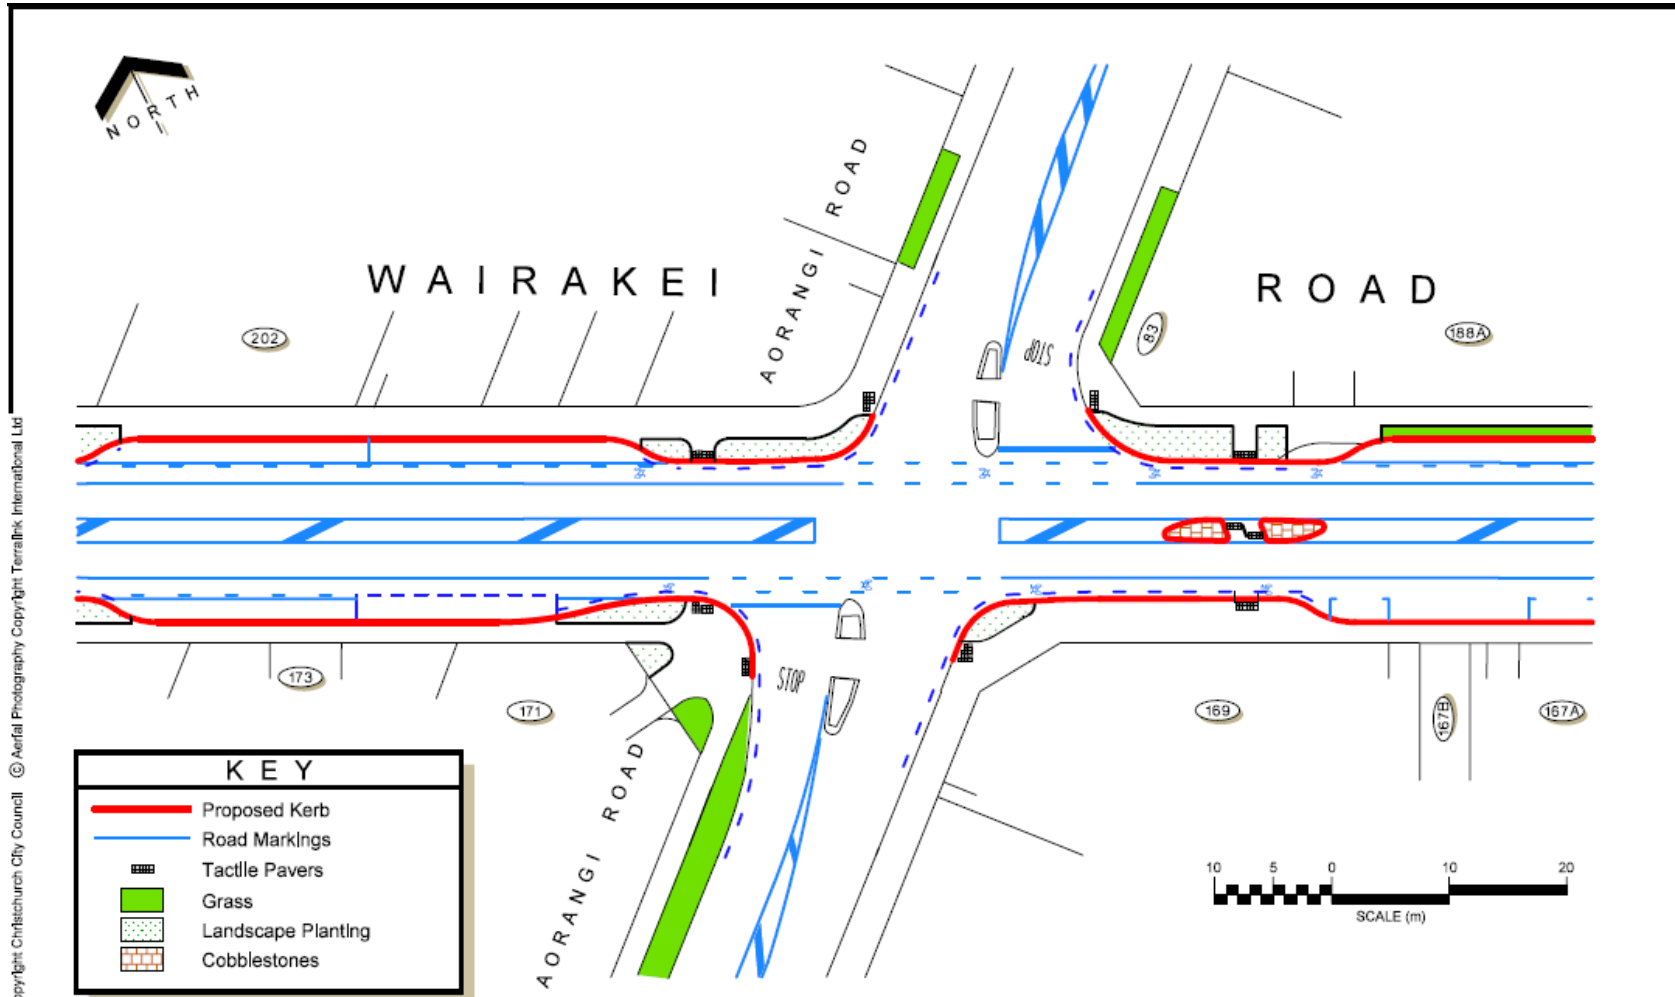 NORTH
WAIRAKEI ROAD
AORANGI ROAD
202
83
188A
STOP
STOP
173
171
169
167B
167A
AORANGI ROAD
KEY
Proposed Kerb
Road Markings
Tactile Pavers
Grass
Landscape Planting
Cobblestones
10 5 0 10 20
SCALE (m)
opyright Christchurch City Council © Aerial Photography Copyright Terralink International Ltd